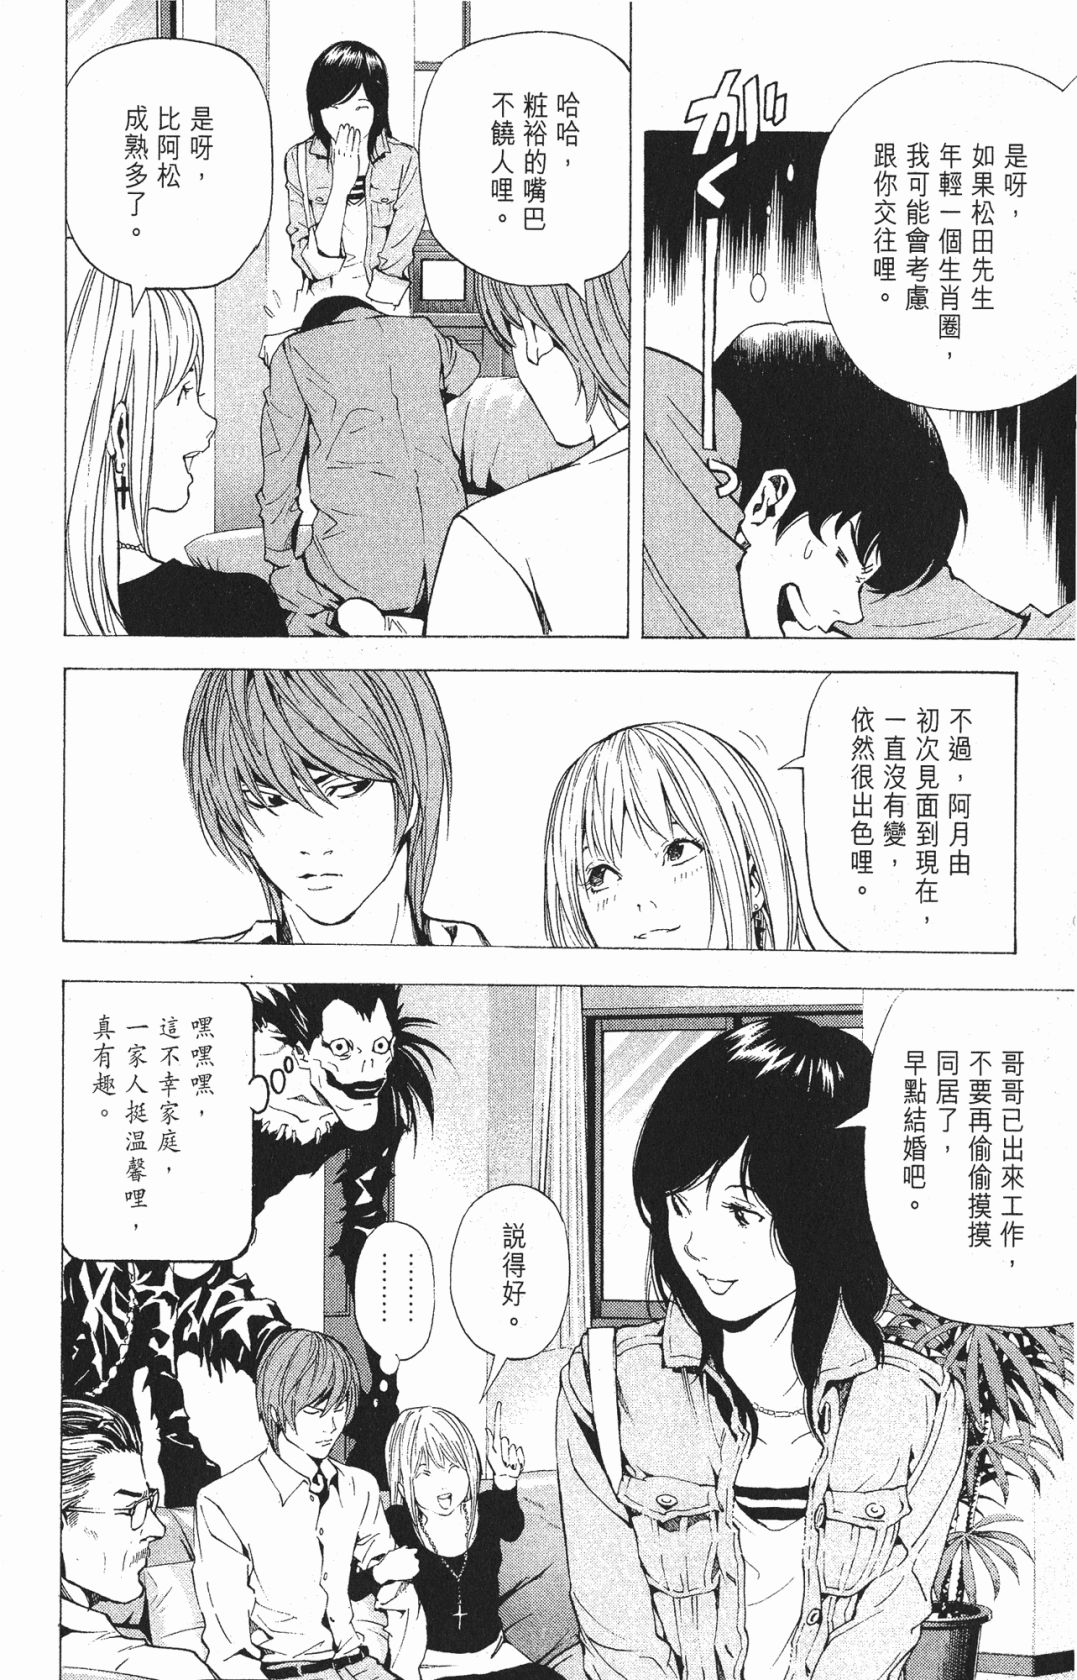 是呀，
如果松田先生
年輕一個生肖圈，
我可能會考慮
跟你交往哩。
ガ
く
ー
っ
哈哈，
粧裕的嘴巴
不饒人哩。
是呀，
比阿松
成熟多了。
不過，阿月由
初次見面到現在，
一直沒有變，
依然很出色哩。
哥哥已出來工作，
不要再偷偷摸摸
同居了，
早點結婚吧。
說得好。
………
………
嘿嘿嘿，
這不幸家庭，
一家人挺溫馨哩，
真有趣。